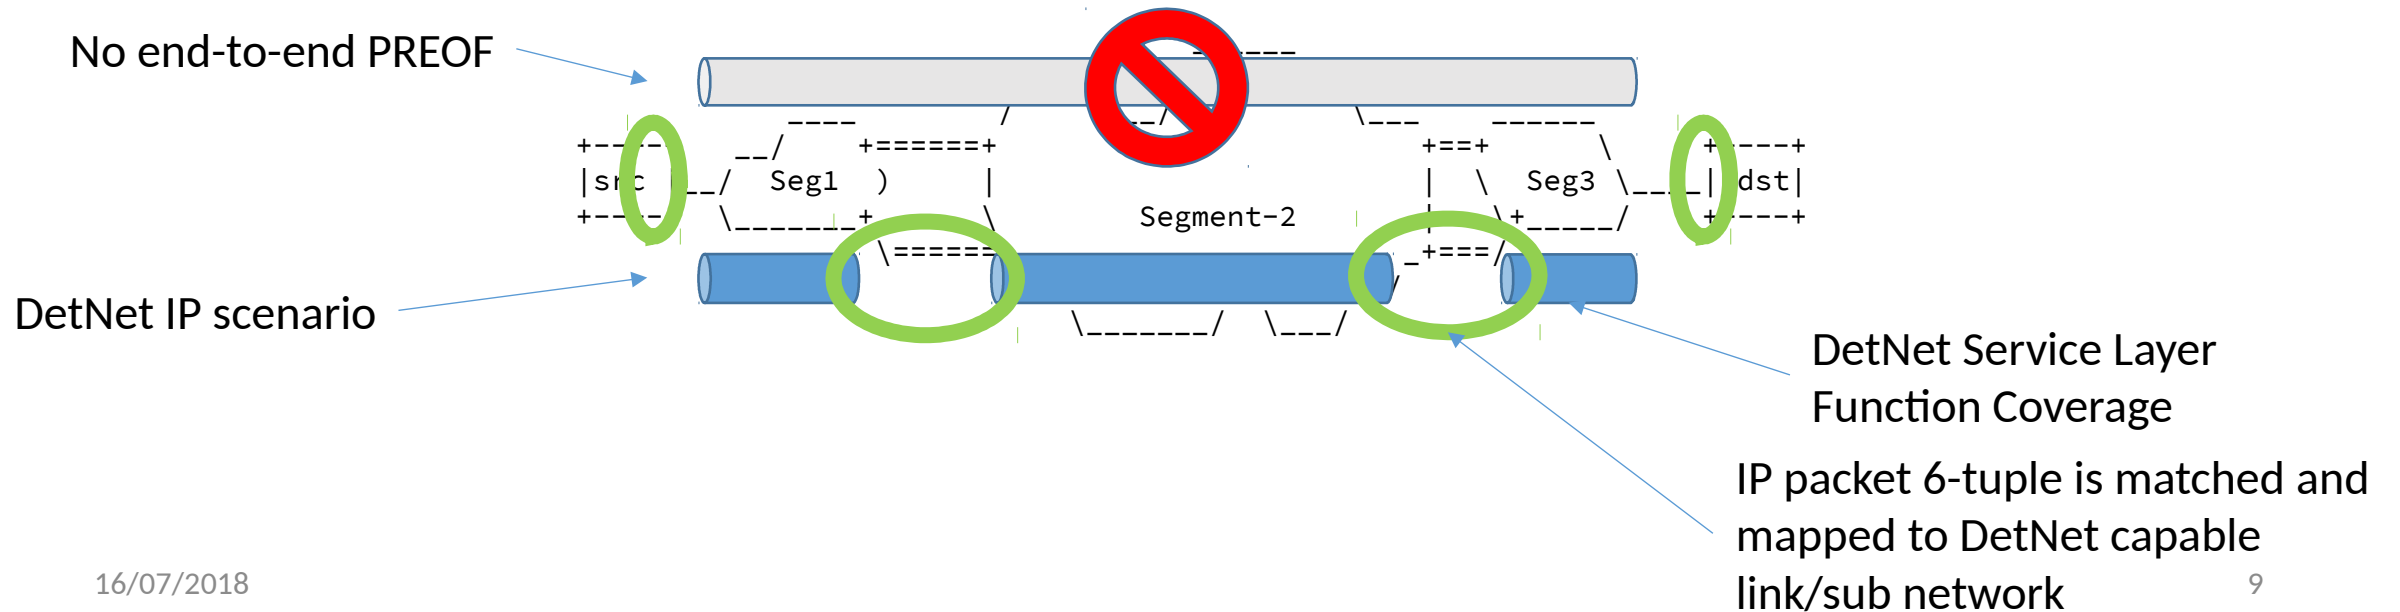 No end-to-end PREOF
+----
|src
+----
Seg1
+======+
Segment-2
+==+
Seg3
+----+
|dst|
+----+
\======
+===/
DetNet IP scenario
DetNet Service Layer
Function Coverage
IP packet 6-tuple is matched and
mapped to DetNet capable
link/sub network
16/07/2018
9